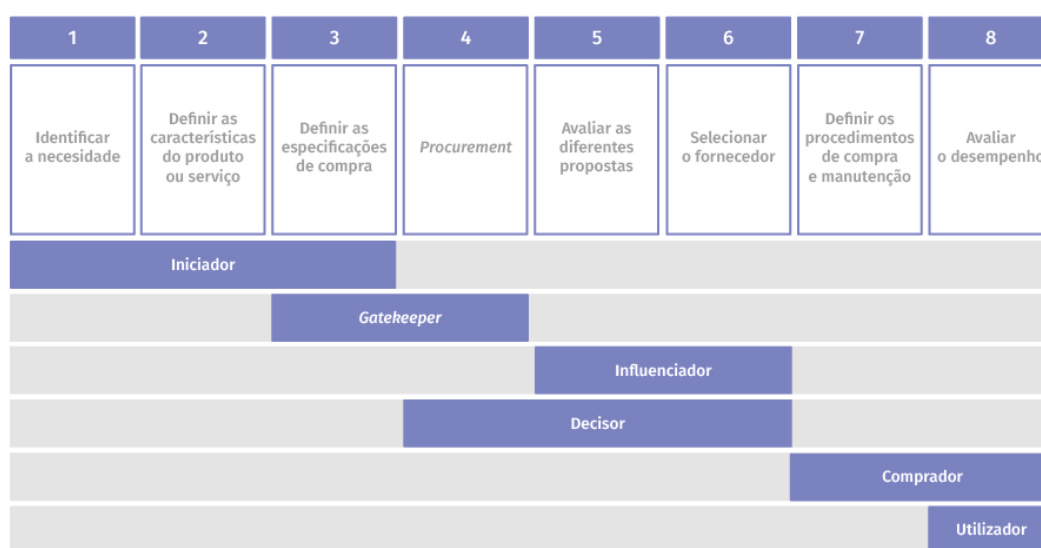 1
2
3
4
5
6
7
8
Identificar
a necesidade
Definir as
características
do produto
ou serviço
Definir as
especificações
de compra
Procurement
Avaliar as
diferentes
propostas
Selecionar
o fornecedor
Definir os
procedimentos
de compra
e manutenção
Avaliar
o desempenho
Iniciador
Gatekeeper
Influenciador
Decisor
Comprador
Utilizador